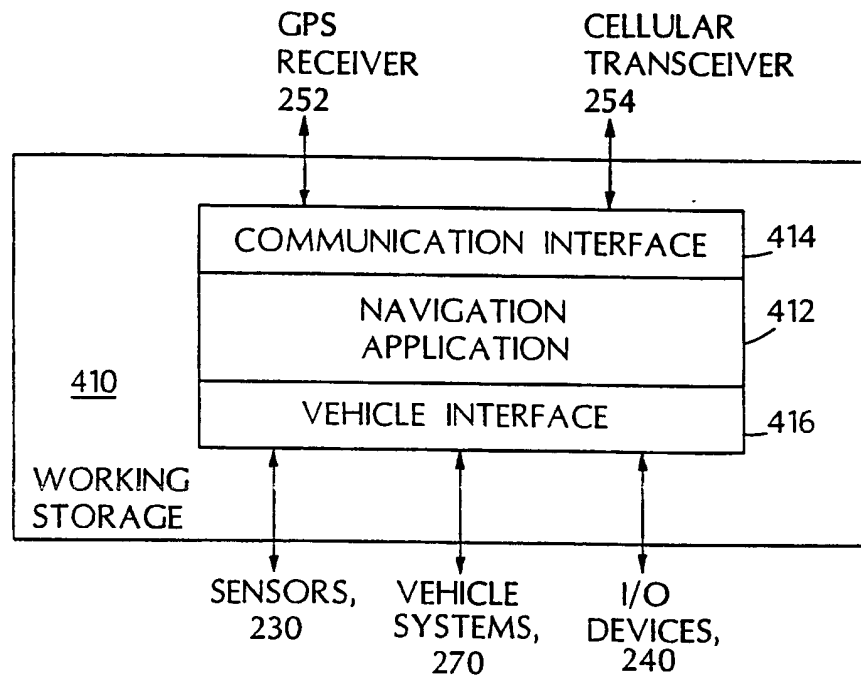 GPS
RECEIVER
252
CELLULAR
TRANSCEIVER
254
COMMUNICATION INTERFACE
414
NAVIGATION
APPLICATION
412
410
VEHICLE INTERFACE
416
WORKING
STORAGE
SENSORS,
230
VEHICLE
SYSTEMS,
270
I/O
DEVICES,
240